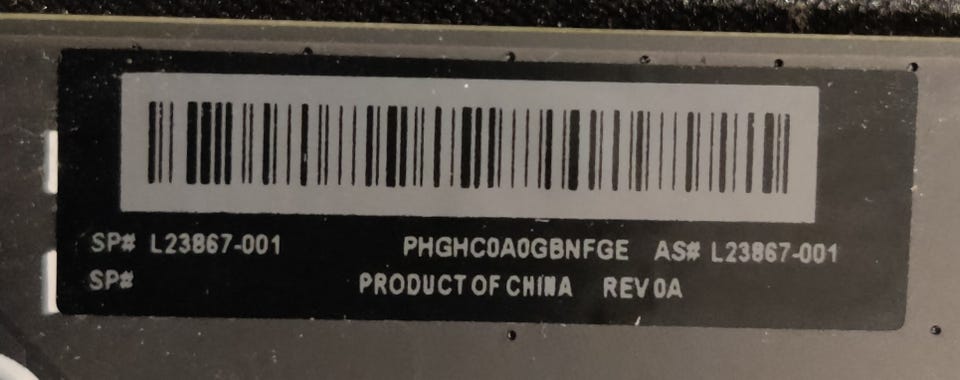 SP# L23867-001 PHGHC0A0GBNFGE AS# L23867-001
SP# PRODUCT OF CHINA REV 0A